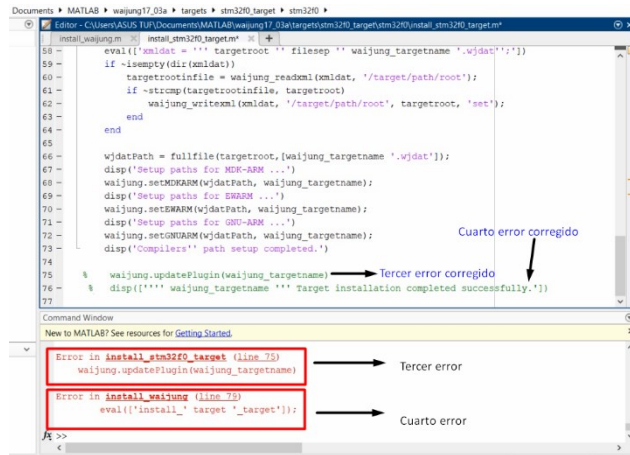 Documents ▸ MATLAB ▸ waijung17_03a ▸ targets ▸ stm32f0_target ▸ stm32f0 ▸
Editor - C:\Users\ASUS TUF\Documents\MATLAB\waijung17_03a\targets\stm32f0_target\stm32f0\install_stm32f0_target.m*
install_waijung.m × install_stm32f0_target.m* × +
58 - eval(['xmldat = ''' targetroot '' filesep '' waijung_targetname '.wjdat'';'])
59 - if ~isempty(dir(xmldat))
60 - targetrootinfile = waijung_readxml(xmldat, '/target/path/root');
61 - if ~strcmp(targetrootinfile, targetroot)
62 - waijung_writexml(xmldat, '/target/path/root', targetroot, 'set');
63 - end
64 - end
65
66 - wjdatPath = fullfile(targetroot,[waijung_targetname '.wjdat']);
67 - disp('Setup paths for MDK-ARM ...')
68 - waijung.setMDKARM(wjdatPath, waijung_targetname);
69 - disp('Setup paths for EWARM ...')
70 - waijung.setEWARM(wjdatPath, waijung_targetname);
71 - disp('Setup paths for GNU-ARM ...')
72 - waijung.setGNUARM(wjdatPath, waijung_targetname);
73 - disp('Compilers'' path setup completed.')
Cuarto error corregido
74
75 % waijung.updatePlugin(waijung_targetname)
Tercer error corregido
76 - % disp(['''' waijung_targetname ''' Target installation completed successfully.'])
77
Command Window
New to MATLAB? See resources for Getting Started.
Error in install_stm32f0_target (line 75)
waijung.updatePlugin(waijung_targetname)
Tercer error
Error in install_waijung (line 79)
eval(['install_' target '_target']);
Cuarto error
fx >>